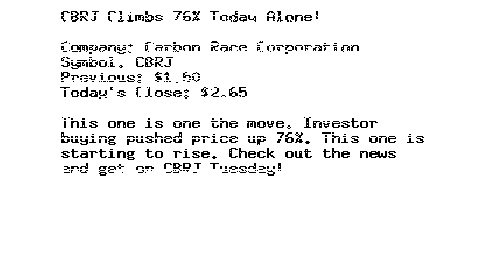 CBRJ Climbs 76% Today Alone!
Company: Carbon Race Corporation
Symbol: CBRJ
Previous: $1.50
Today's Close: $2.65
This one is one the move. Investor
buying pushed price up 76%. This one is
starting to rise. Check out the news
and get on CBRJ Tuesday!